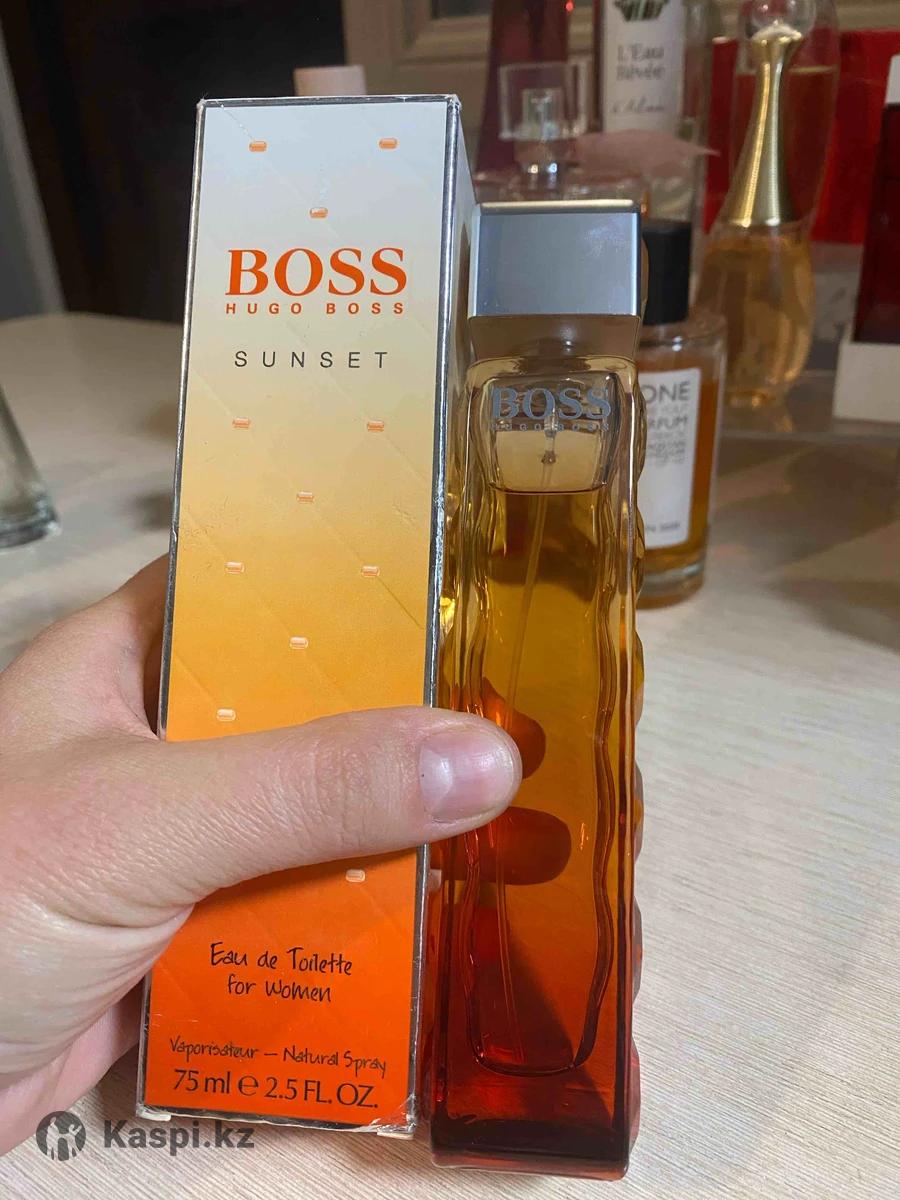 BOSS
HUGO BOSS
SUNSET
Eau de Toilette
for women
Vaporisateur – Natural Spray
75 ml e 2.5 FL. OZ.
BOSS
HUGO BOSS
L'Eau
ONE
Kaspi.kz